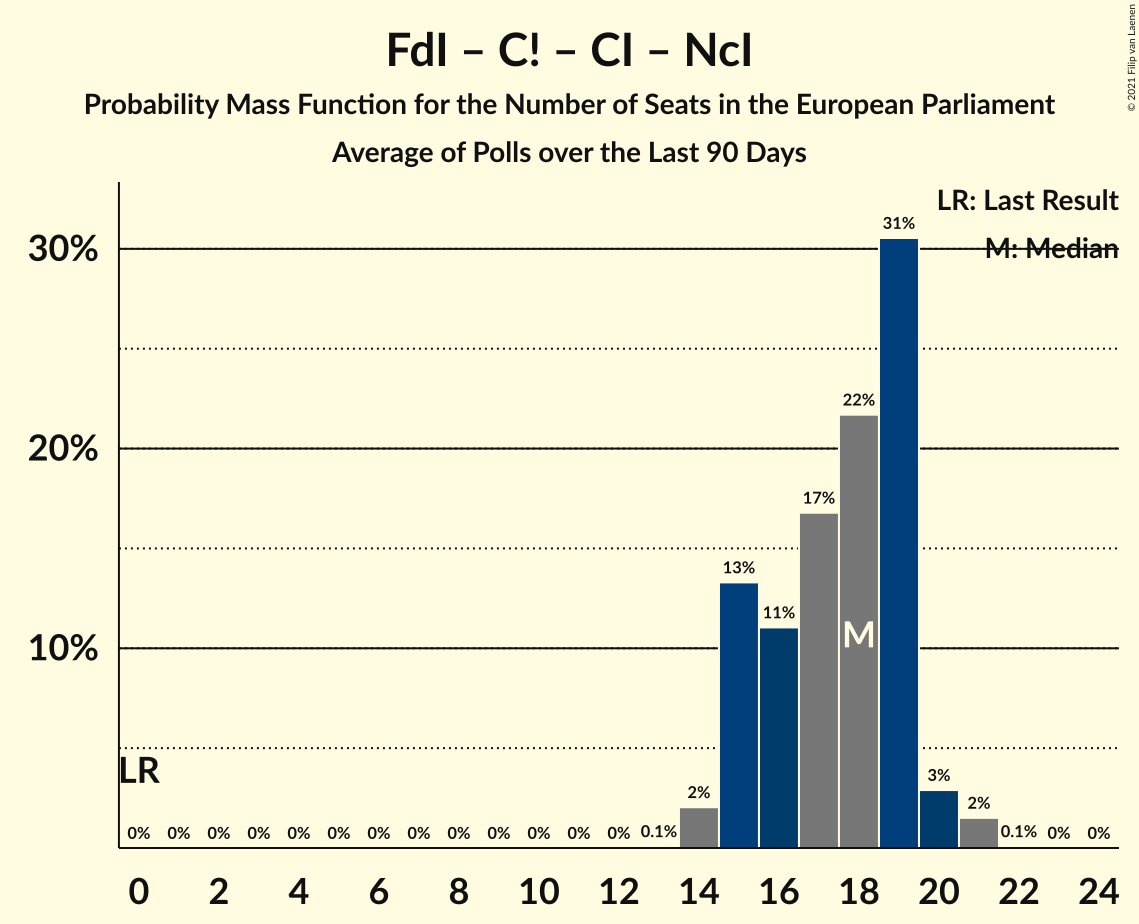 FdI – C! – CI – NcI
Probability Mass Function for the Number of Seats in the European Parliament
Average of Polls over the Last 90 Days
© 2021 Filip van Laenen
LR: Last Result
M: Median
30%
20%
10%
31%
22%
17%
13%
11%
M
LR
3%
2%
2%
0% 0% 0% 0% 0% 0% 0% 0% 0% 0% 0% 0% 0% 0.1% 0.1% 0% 0%
0 2 4 6 8 10 12 14 16 18 20 22 24